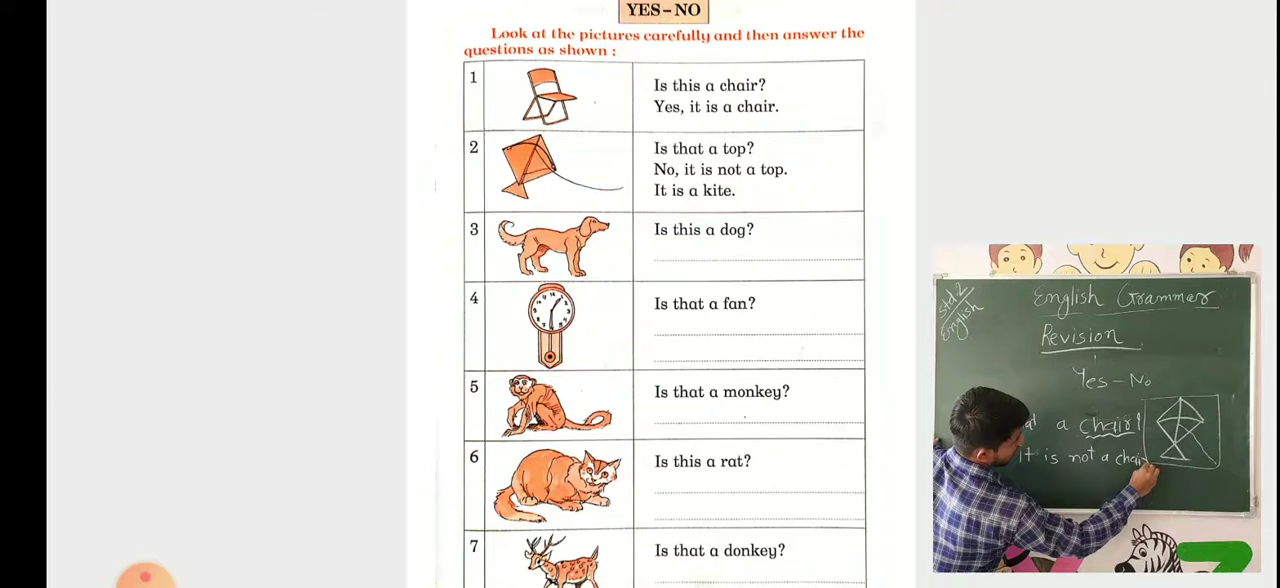 YES – NO
Look at the pictures carefully and then answer the
questions as shown :
1
Is this a chair?
Yes, it is a chair.
2
Is that a top?
No, it is not a top.
It is a kite.
3
Is this a dog?
4
Is that a fan?
5
Is that a monkey?
6
Is this a rat?
7
Is that a donkey?
Std 2
English
English Grammar
Revision
Yes – No
a chair?
It is not a chair